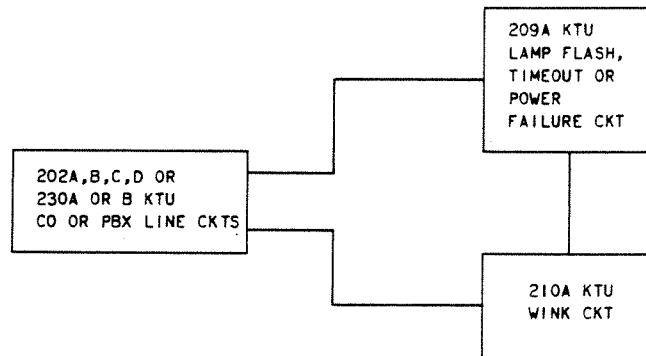 209A KTU
LAMP FLASH,
TIMEOUT OR
POWER
FAILURE CKT
202A,B,C,D OR
230A OR B KTU
CO OR PBX LINE CKTS
210A KTU
WINK CKT